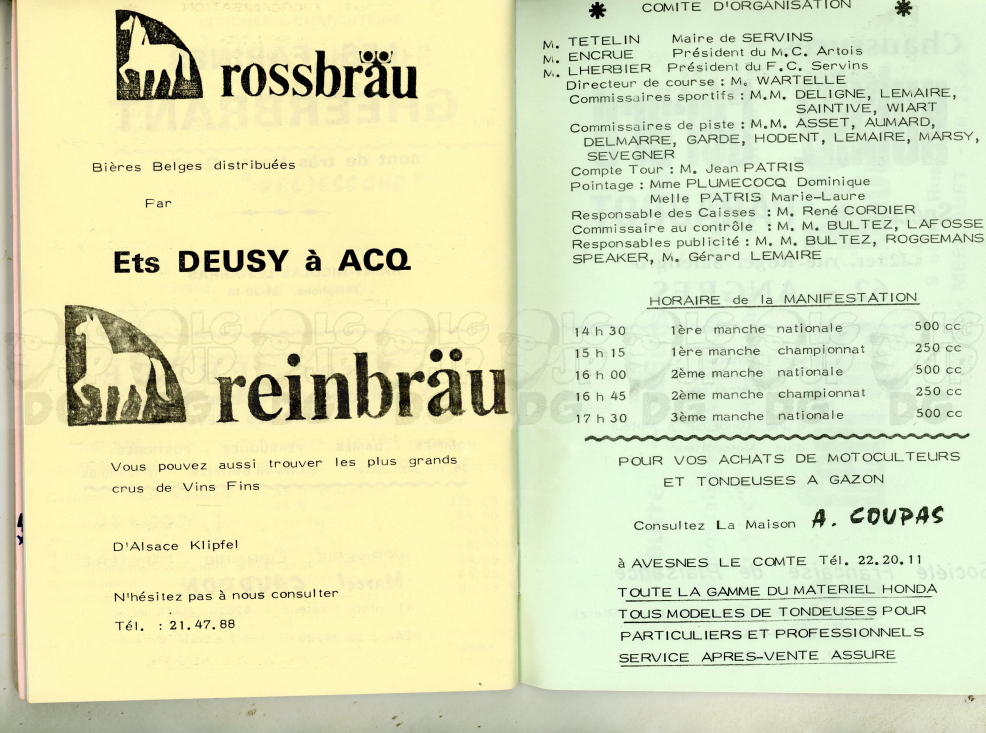 rossbräu
Bières Belges distribuées
Par
Ets DEUSY à ACQ
reinbräu
Vous pouvez aussi trouver les plus grands
crus de Vins Fins
D'Alsace Klipfel
N'hésitez pas à nous consulter
Tél. : 21.47.88
* COMITE D'ORGANISATION *
M. TETELIN Maire de SERVINS
M. ENCRUE Président du M.C. Artois
M. LHERBIER Président du F.C. Servins
Directeur de course : M. WARTELLE
Commissaires sportifs : M.M. DELIGNE, LEMAIRE,
SAINTIVE, WIART
Commissaires de piste : M.M. ASSET, AUMARD,
DELMARRE, GARDE, HODENT, LEMAIRE, MARSY,
SEVEGNER
Compte Tour : M. Jean PATRIS
Pointage : Mme PLUMECOCQ Dominique
Melle PATRIS Marie-Laure
Responsable des Caisses : M. René CORDIER
Commissaire au contrôle : M. M. BULTEZ, LAFOSSE
Responsables publicité : M. M. BULTEZ, ROGGEMANS
SPEAKER, M. Gérard LEMAIRE
HORAIRE de la MANIFESTATION
14 h 30 1ère manche nationale 500 cc
15 h 15 1ère manche championnat 250 cc
16 h 00 2ème manche nationale 500 cc
16 h 45 2ème manche championnat 250 cc
17 h 30 3ème manche nationale 500 cc
POUR VOS ACHATS DE MOTOCULTEURS
ET TONDEUSES A GAZON
Consultez La Maison A. COUPAS
à AVESNES LE COMTE Tél. 22.20.11
TOUTE LA GAMME DU MATERIEL HONDA
TOUS MODELES DE TONDEUSES POUR
PARTICULIERS ET PROFESSIONNELS
SERVICE APRES-VENTE ASSURE